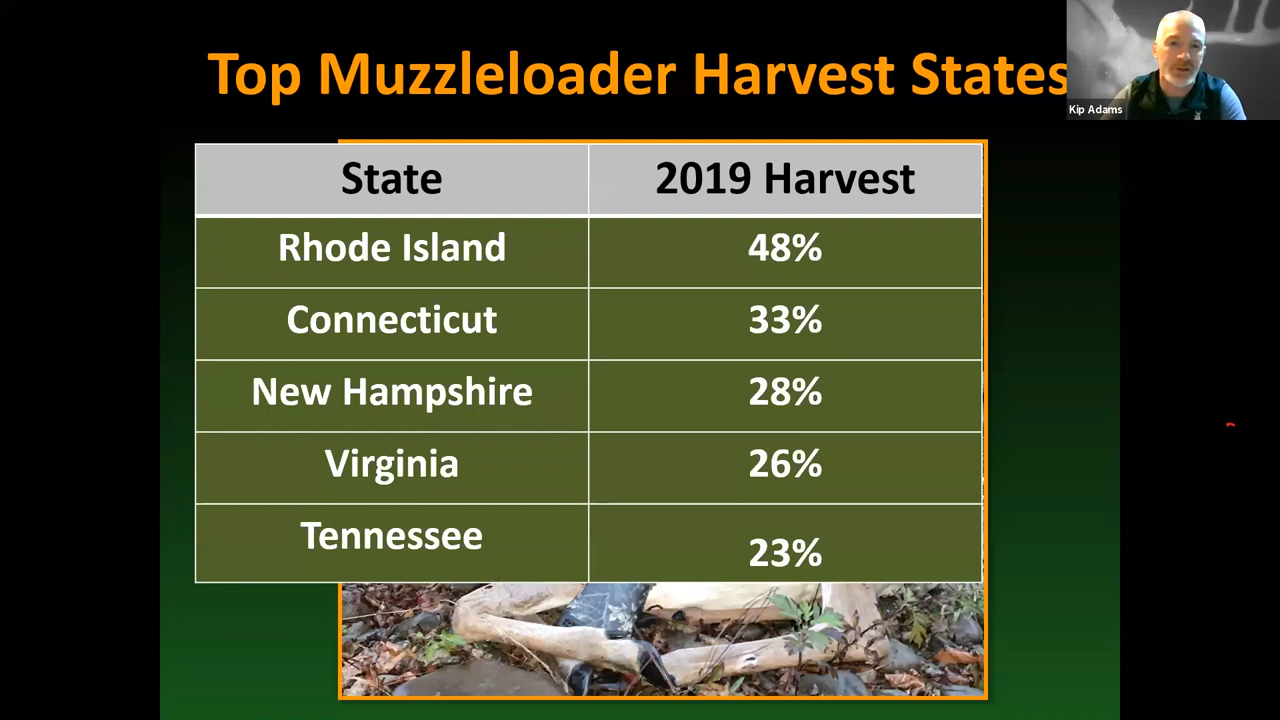 Top Muzzleloader Harvest States
Kip Adams
State 2019 Harvest
Rhode Island 48%
Connecticut 33%
New Hampshire 28%
Virginia 26%
Tennessee 23%